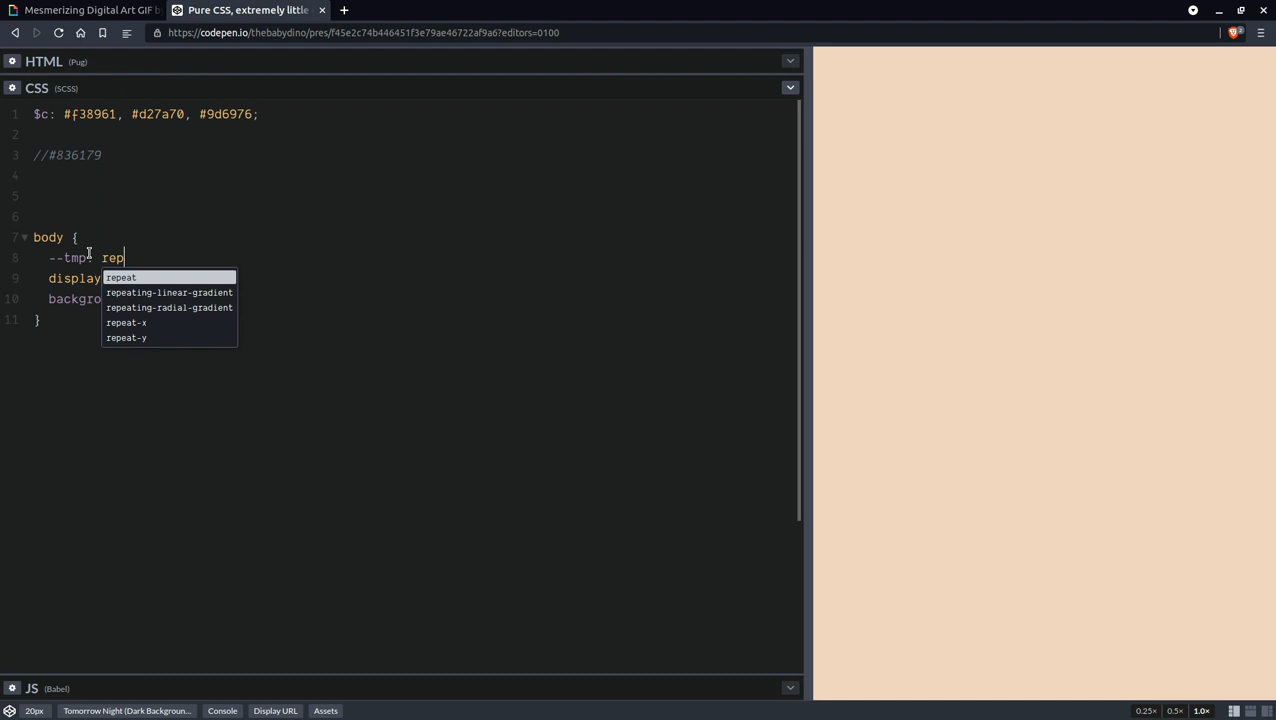 Mesmerizing Digital Art GIF b
Pure CSS, extremely little
https://codepen.io/thebabydino/pres/f45e2c74b446451f3e79ae46722af9a6?editors=0100
2
HTML (Pug)
CSS (SCSS)
1 $c: #f38961, #d27a70, #9d6976;
2
3 //#836179
4
5
6
7 body {
8 --tmp: rep
9 display
10 backgro
11 }
repeat
repeating-linear-gradient
repeating-radial-gradient
repeat-x
repeat-y
JS (Babel)
20px Tomorrow Night (Dark Backgroun... Console Display URL Assets 0.25× 0.5× 1.0×